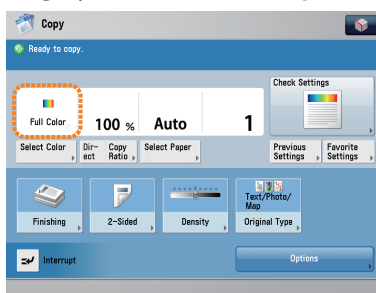 Copy
Ready to copy.
Check Settings
Full Color
100 %
Auto
1
Select Color
Dir-
ect
Copy
Ratio
Select Paper
Previous
Settings
Favorite
Settings
Finishing
2-Sided
Density
Text/Photo/
Map
Original Type
Interrupt
Options